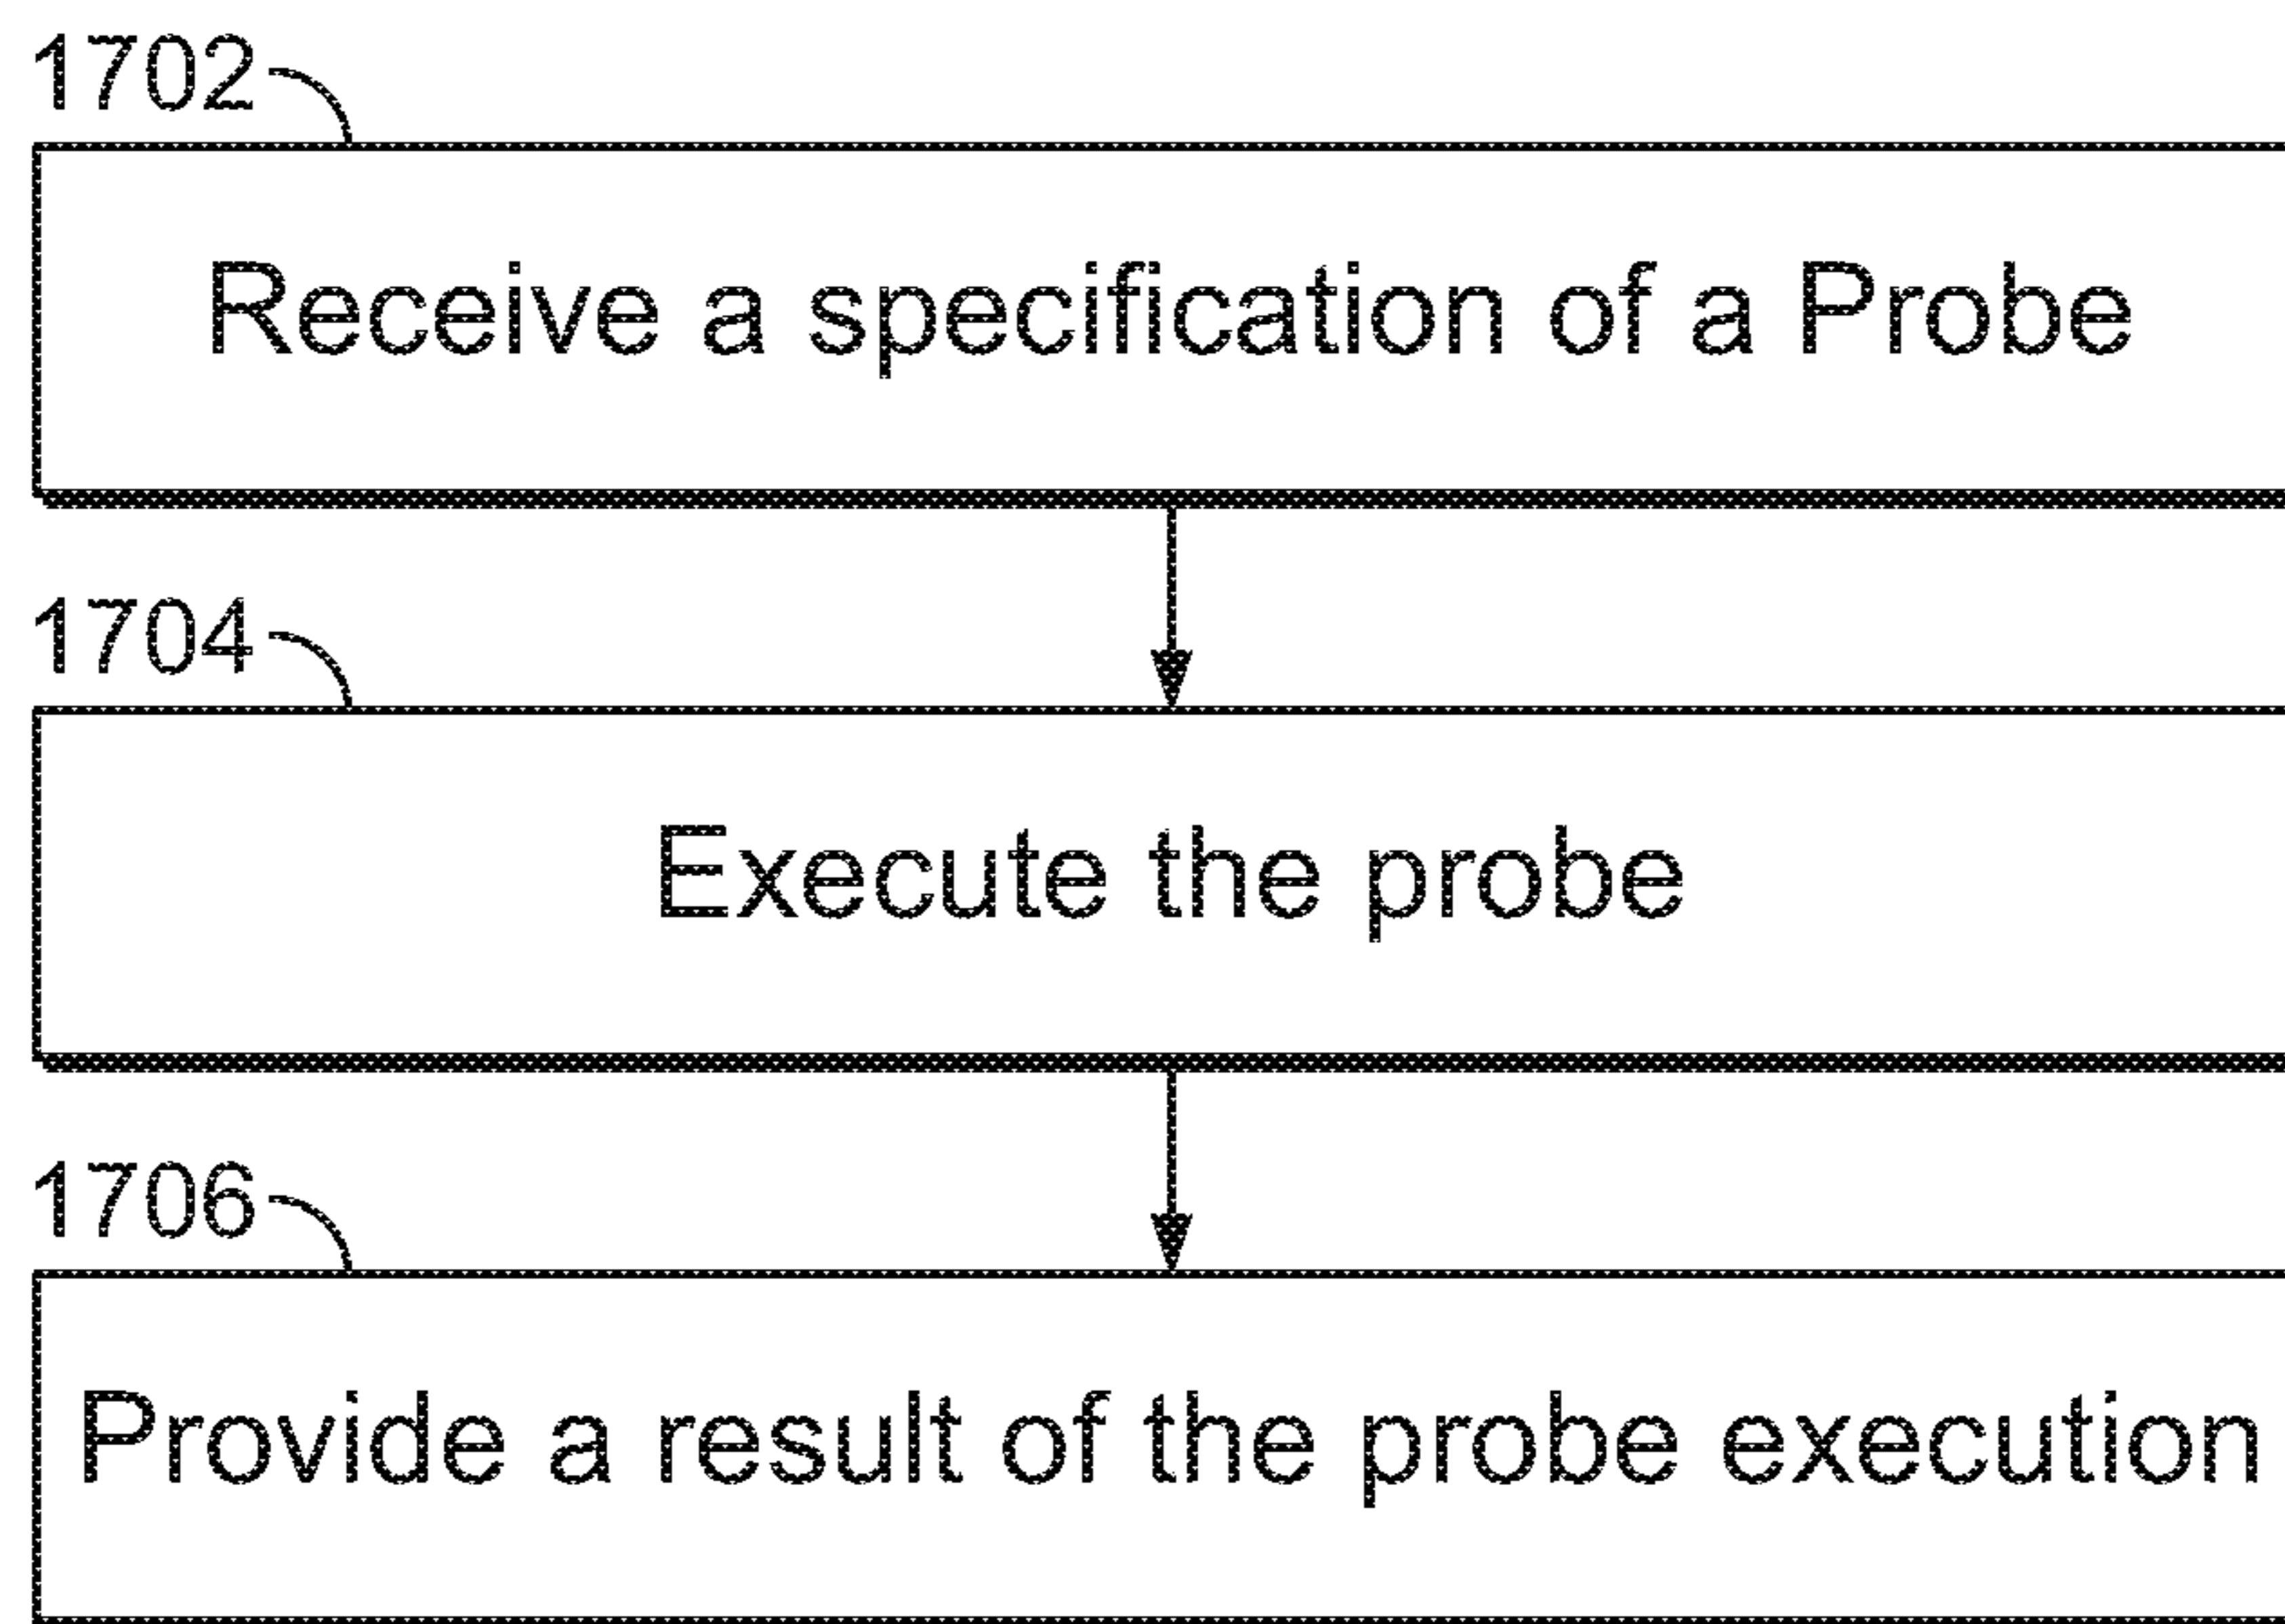 1702
Receive a specification of a Probe
1704
Execute the probe
1706
Provide a result of the probe execution